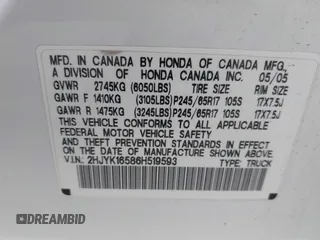 MFD. IN CANADA BY HONDA OF CANADA MFG.,
A DIVISION OF HONDA CANADA INC. 05/05
GVWR 2745KG (6050LBS) TIRE SIZE RIM SIZE
GAWR F 1410KG (3105LBS)P245/65R17 105S 17X7.5J
GAWR R 1475KG (3245LBS)P245/65R17 105S 17X7.5J
THIS VEHICLE CONFORMS TO ALL APPLICABLE
FEDERAL MOTOR VEHICLE SAFETY STANDARDS IN
EFFECT ON THE DATE OF MANUFACTURE SHOWN ABOVE.
V.I.N.: 2HJYK16586H519593 TYPE: TRUCK
DREAMBID